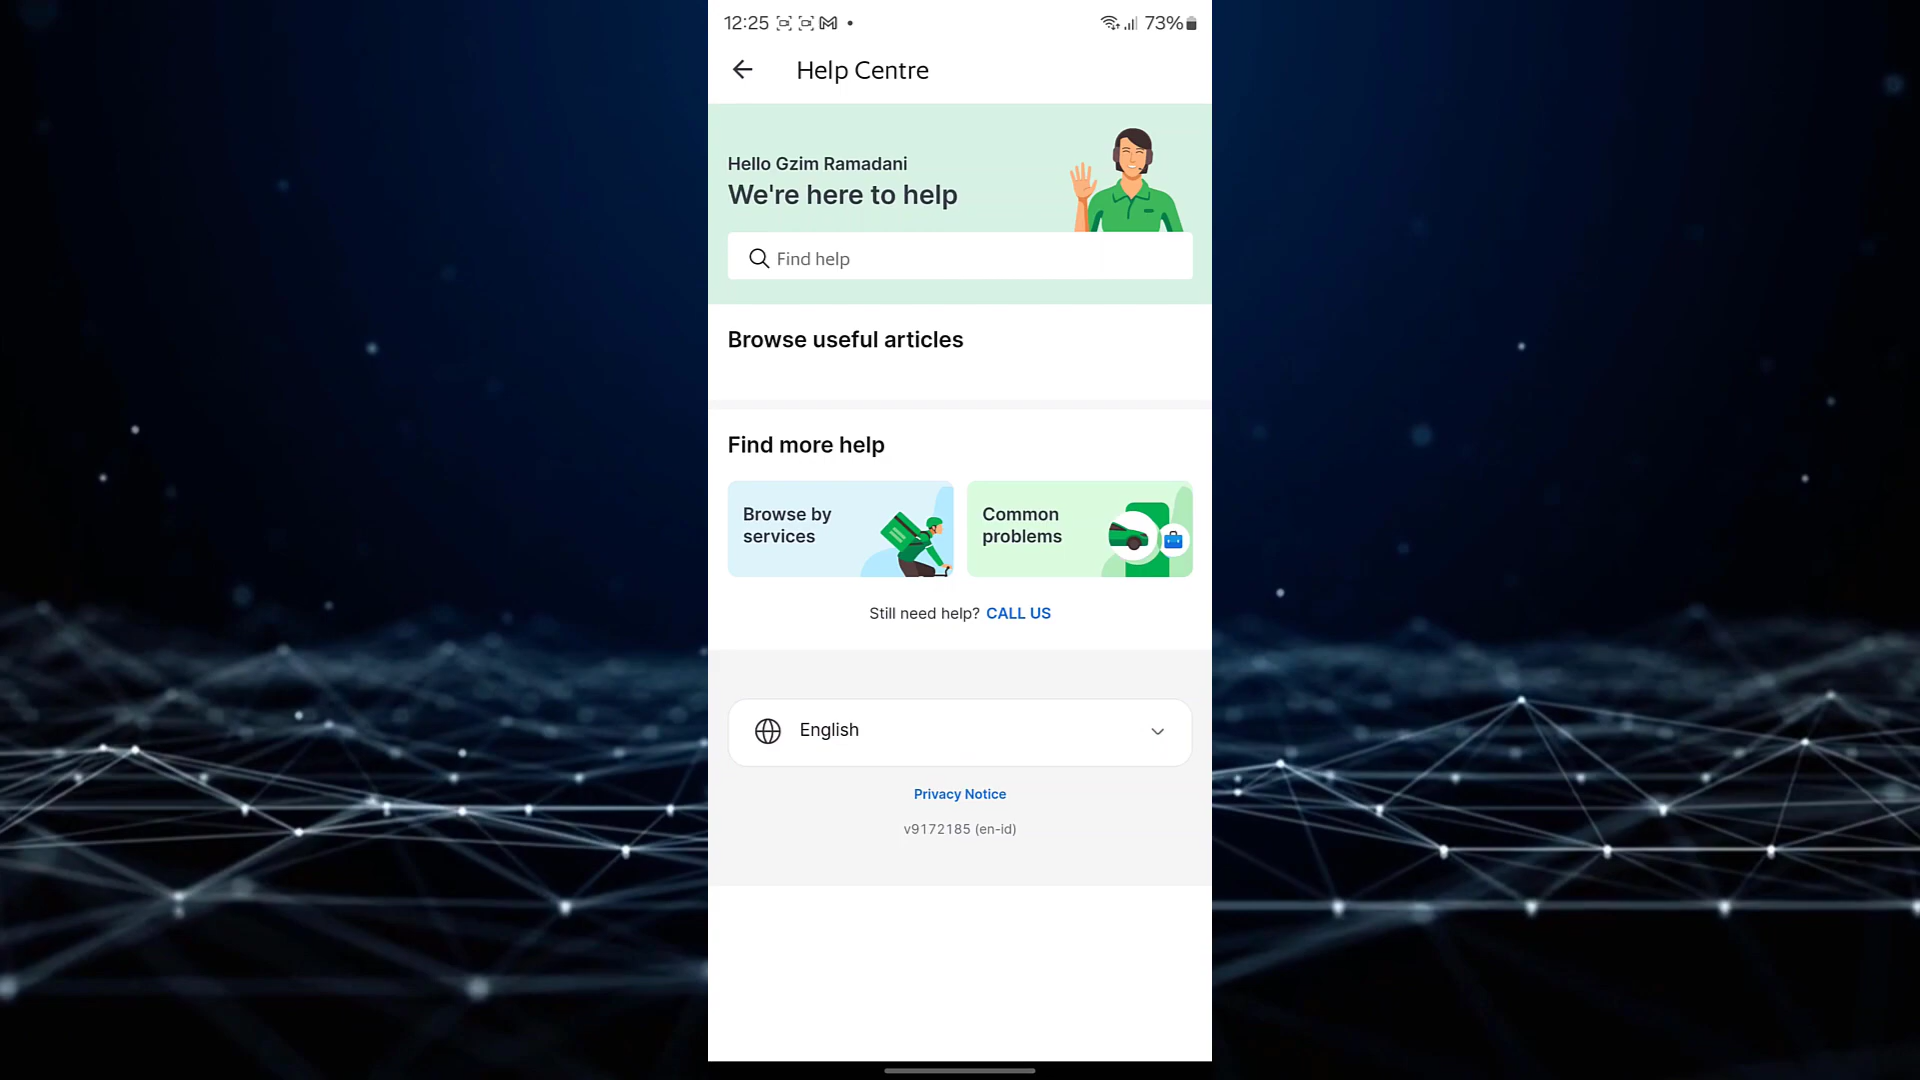 12:25
73%
Help Centre
Hello Gzim Ramadani
We're here to help
Find help
Browse useful articles
Find more help
Browse by
services
Common
problems
Still need help? CALL US
English
Privacy Notice
v9172185 (en-id)